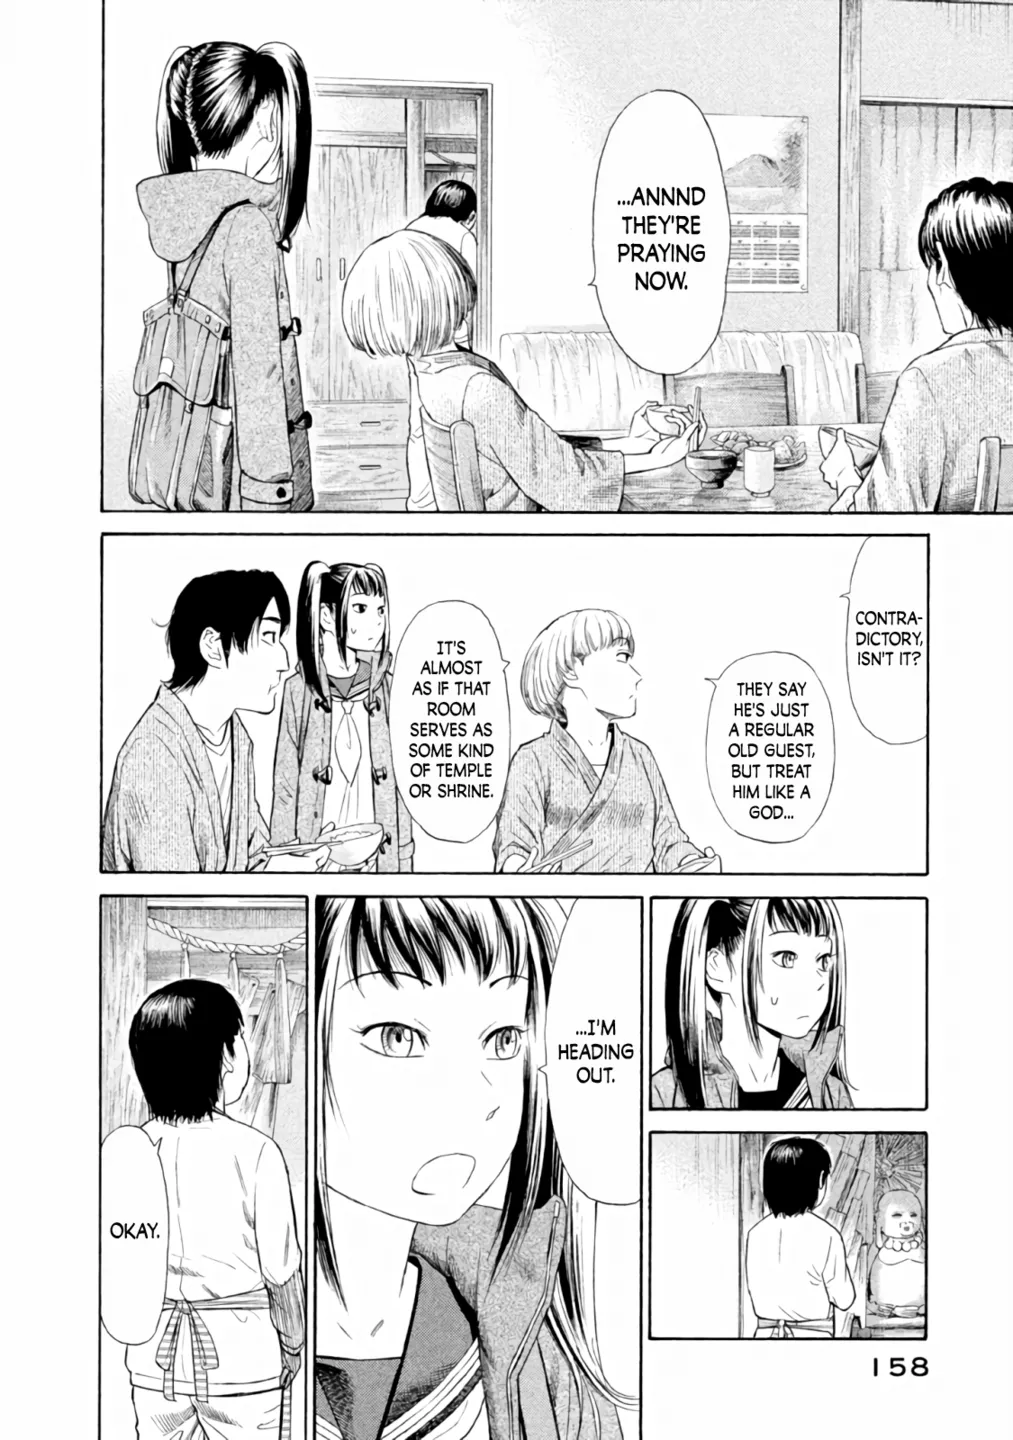 ...ANNND
THEY'RE
PRAYING
NOW.
CONTRA-
DICTORY,
ISN'T IT?
THEY SAY
HE'S JUST
A REGULAR
OLD GUEST,
BUT TREAT
HIM LIKE A
GOD...
IT'S
ALMOST
AS IF THAT
ROOM
SERVES AS
SOME KIND
OF TEMPLE
OR SHRINE.
...I'M
HEADING
OUT.
OKAY.
158